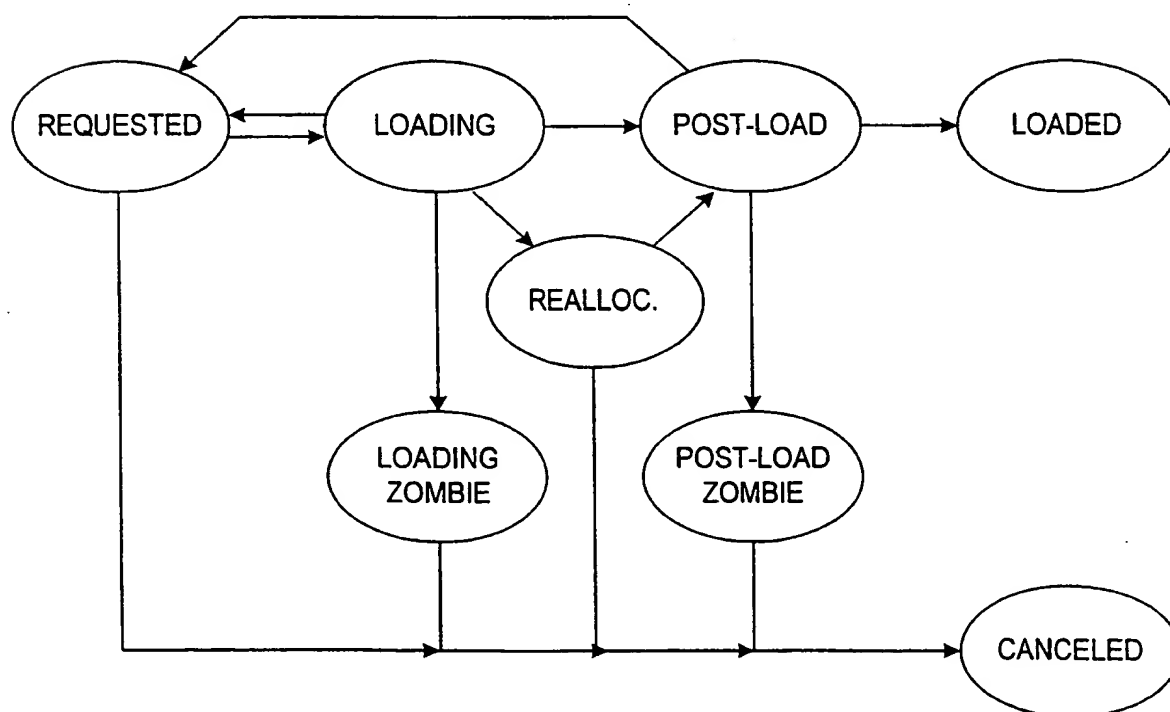 REQUESTED
LOADING
POST-LOAD
LOADED
REALLOC.
LOADING
ZOMBIE
POST-LOAD
ZOMBIE
CANCELED